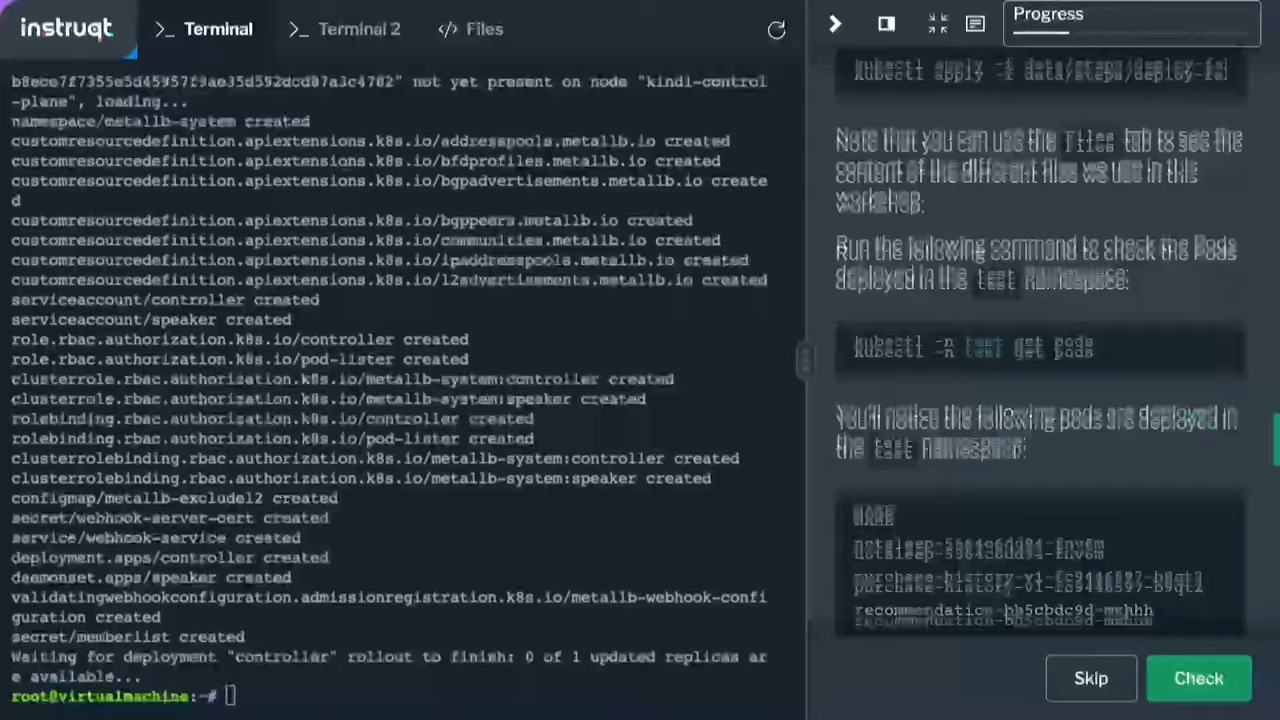 instruqt
Terminal
Terminal 2
Files
Progress
not yet present on node "kind1-control
-plane", loading...
namespace/metallb-system created
customresourcedefinition.apiextensions.k8s.io/addresspools.metallb.io created
customresourcedefinition.apiextensions.k8s.io/bfdprofiles.metallb.io created
customresourcedefinition.apiextensions.k8s.io/bgpadvertisements.metallb.io create
d
customresourcedefinition.apiextensions.k8s.io/bgppeers.metallb.io created
customresourcedefinition.apiextensions.k8s.io/communities.metallb.io created
customresourcedefinition.apiextensions.k8s.io/ipaddresspools.metallb.io created
customresourcedefinition.apiextensions.k8s.io/l2advertisements.metallb.io created
serviceaccount/controller created
serviceaccount/speaker created
role.rbac.authorization.k8s.io/controller created
role.rbac.authorization.k8s.io/pod-lister created
clusterrole.rbac.authorization.k8s.io/metallb-system:controller created
clusterrole.rbac.authorization.k8s.io/metallb-system:speaker created
rolebinding.rbac.authorization.k8s.io/controller created
rolebinding.rbac.authorization.k8s.io/pod-lister created
clusterrolebinding.rbac.authorization.k8s.io/metallb-system:controller created
clusterrolebinding.rbac.authorization.k8s.io/metallb-system:speaker created
configmap/metallb-excludel2 created
secret/webhook-server-cert created
service/webhook-service created
deployment.apps/controller created
daemonset.apps/speaker created
validatingwebhookconfiguration.admissionregistration.k8s.io/metallb-webhook-confi
guration created
secret/memberlist created
Waiting for deployment "controller" rollout to finish: 0 of 1 updated replicas ar
e available...
root@virtualmachine:~#
kubectl apply -f
Note that you can use the Files tab to see the
content of the different files we use in this
workshop:
Run the following command to check the Pods
deployed in the test namespace:
kubectl -n test get pods
You'll notice the following pods are deployed in
the test namespace:
NAME
Skip
Check